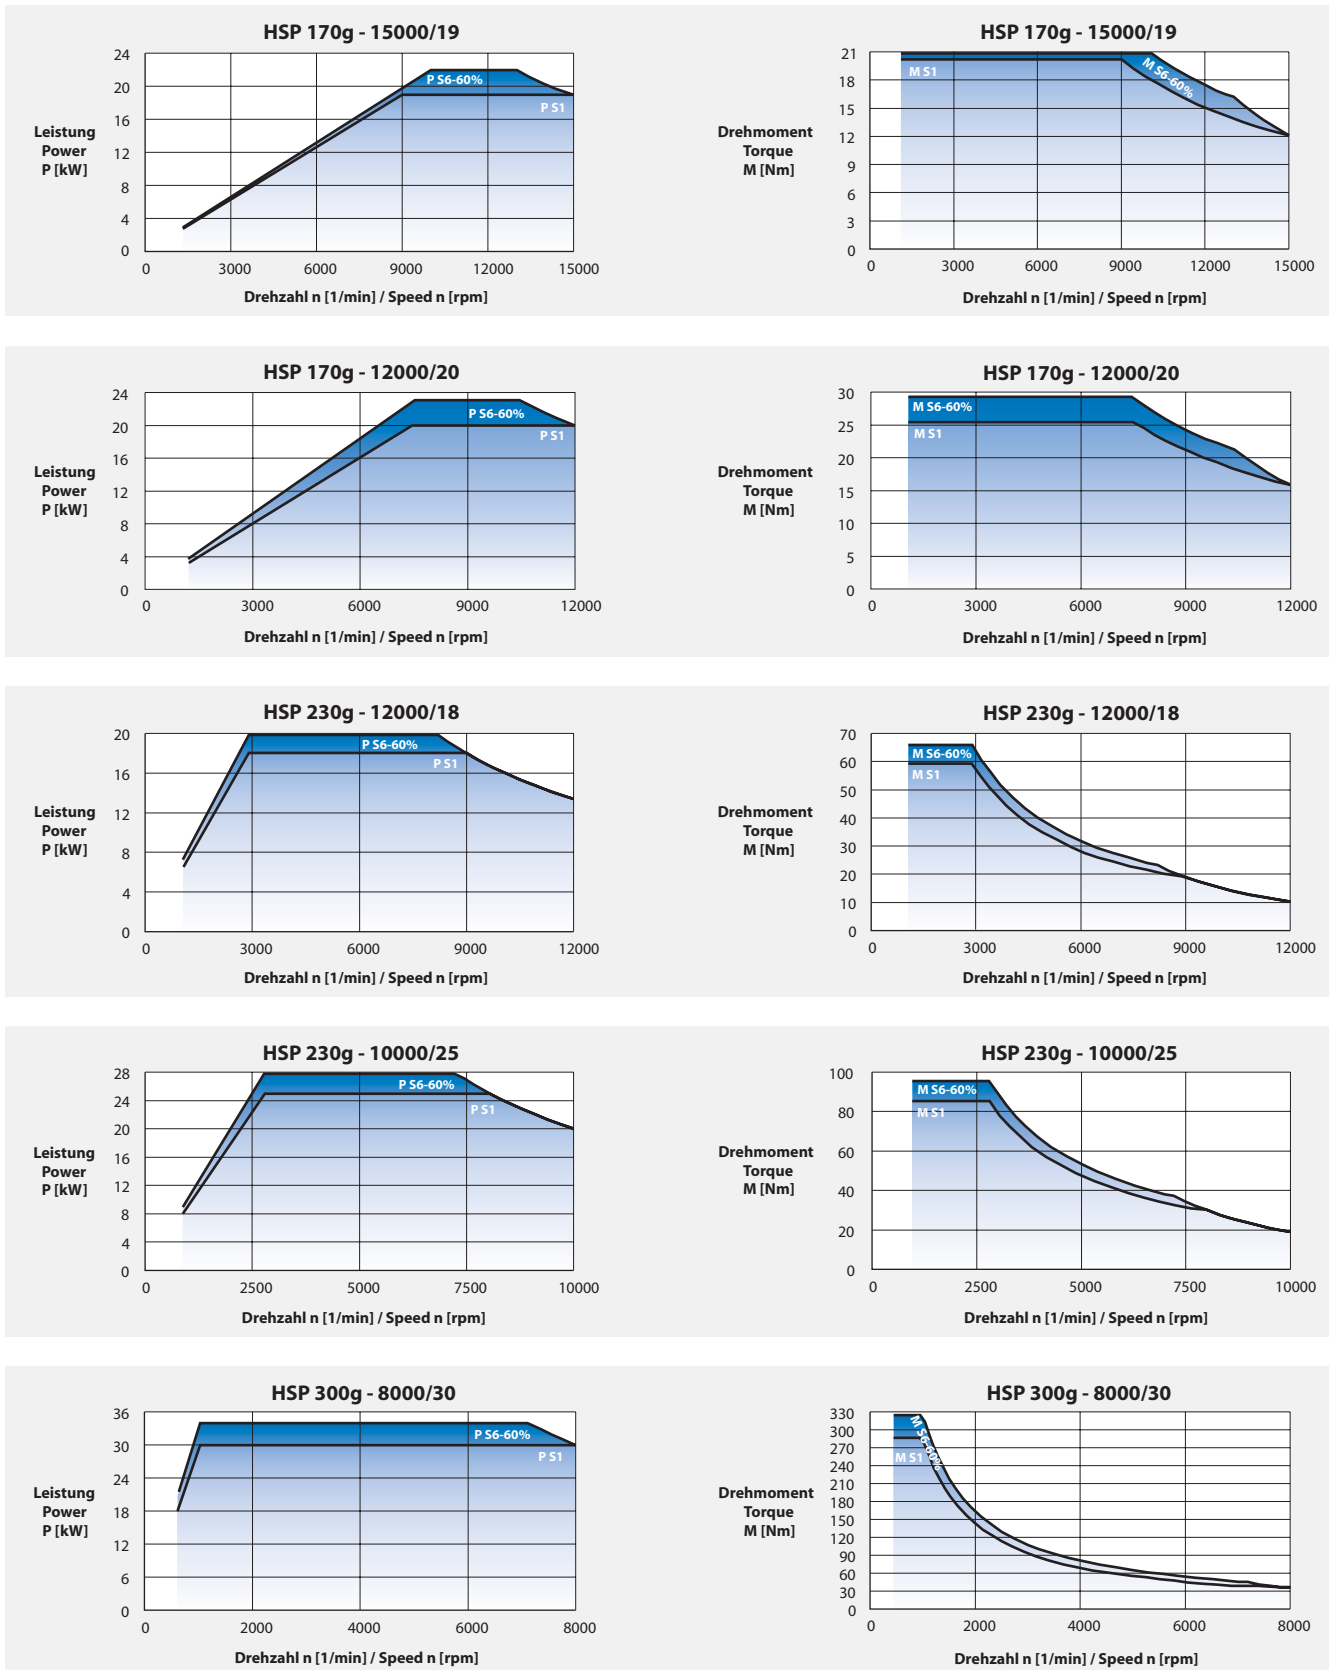 HSP 170g - 15000/19
24
20
16
12
8
4
0
Leistung
Power
P [kW]
P S6-60%
P S1
0 3000 6000 9000 12000 15000
Drehzahl n [1/min] / Speed n [rpm]
HSP 170g - 15000/19
21
18
15
12
9
6
3
0
Drehmoment
Torque
M [Nm]
M S1
M S6-60%
0 3000 6000 9000 12000 15000
Drehzahl n [1/min] / Speed n [rpm]
HSP 170g - 12000/20
24
20
16
12
8
4
0
Leistung
Power
P [kW]
P S6-60%
P S1
0 3000 6000 9000 12000
Drehzahl n [1/min] / Speed n [rpm]
HSP 170g - 12000/20
30
25
20
15
10
5
0
Drehmoment
Torque
M [Nm]
M S6-60%
M S1
0 3000 6000 9000 12000
Drehzahl n [1/min] / Speed n [rpm]
HSP 230g - 12000/18
20
16
12
8
4
0
Leistung
Power
P [kW]
P S6-60%
P S1
0 3000 6000 9000 12000
Drehzahl n [1/min] / Speed n [rpm]
HSP 230g - 12000/18
70
60
50
40
30
20
10
0
Drehmoment
Torque
M [Nm]
M S6-60%
M S1
0 3000 6000 9000 12000
Drehzahl n [1/min] / Speed n [rpm]
HSP 230g - 10000/25
28
24
20
16
12
8
4
0
Leistung
Power
P [kW]
P S6-60%
P S1
0 2500 5000 7500 10000
Drehzahl n [1/min] / Speed n [rpm]
HSP 230g - 10000/25
100
80
60
40
20
0
Drehmoment
Torque
M [Nm]
M S6-60%
M S1
0 2500 5000 7500 10000
Drehzahl n [1/min] / Speed n [rpm]
HSP 300g - 8000/30
36
30
24
18
12
6
0
Leistung
Power
P [kW]
P S6-60%
P S1
0 2000 4000 6000 8000
Drehzahl n [1/min] / Speed n [rpm]
HSP 300g - 8000/30
330
300
270
240
210
180
150
120
90
60
30
0
Drehmoment
Torque
M [Nm]
M S6-60%
M S1
0 2000 4000 6000 8000
Drehzahl n [1/min] / Speed n [rpm]